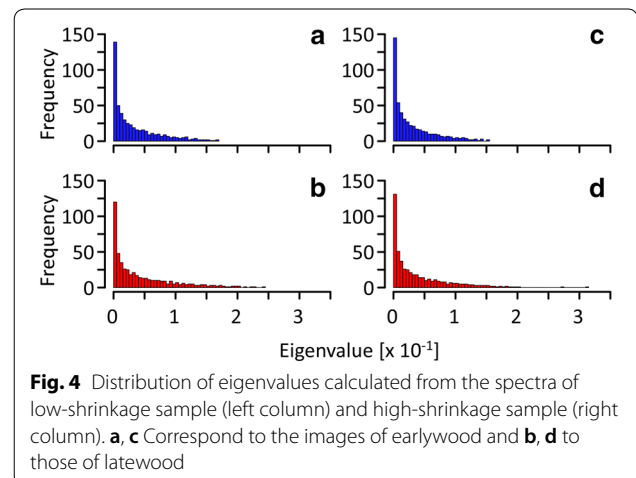 150
100
50
0
Frequency
a
150
100
50
0
c
150
100
50
0
Frequency
b
0 1 2 3
150
100
50
0
d
0 1 2 3
Eigenvalue [x 10⁻¹]
Fig. 4 Distribution of eigenvalues calculated from the spectra of
low-shrinkage sample (left column) and high-shrinkage sample (right
column). a, c Correspond to the images of earlywood and b, d to
those of latewood